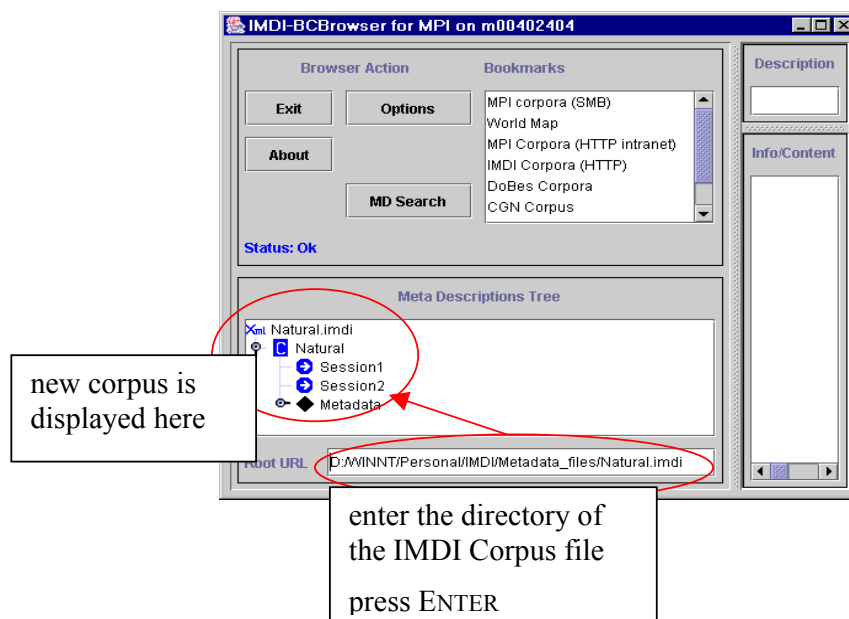 IMDI-BCBrowser for MPI on m00402404
Browser Action
Bookmarks
Description
Exit
Options
About
MD Search
MPI corpora (SMB)
World Map
MPI Corpora (HTTP intranet)
IMDI Corpora (HTTP)
DoBes Corpora
CGN Corpus
Info/Content
Status: Ok
Meta Descriptions Tree
Xml Natural.imdi
C Natural
Session1
Session2
Metadata
new corpus is
displayed here
Root URL D:/WINNT/Personal/IMDI/Metadata_files/Natural.imdi
enter the directory of
the IMDI Corpus file
press ENTER